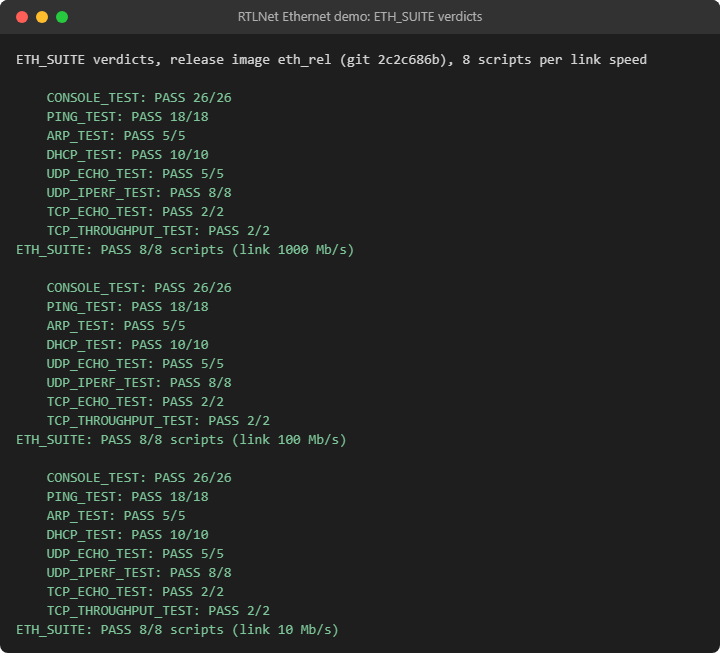 RTLNet Ethernet demo: ETH_SUITE verdicts
ETH_SUITE verdicts, release image eth_rel (git 2c2c686b), 8 scripts per link speed
CONSOLE_TEST: PASS 26/26
PING_TEST: PASS 18/18
ARP_TEST: PASS 5/5
DHCP_TEST: PASS 10/10
UDP_ECHO_TEST: PASS 5/5
UDP_IPERF_TEST: PASS 8/8
TCP_ECHO_TEST: PASS 2/2
TCP_THROUGHPUT_TEST: PASS 2/2
ETH_SUITE: PASS 8/8 scripts (link 1000 Mb/s)
CONSOLE_TEST: PASS 26/26
PING_TEST: PASS 18/18
ARP_TEST: PASS 5/5
DHCP_TEST: PASS 10/10
UDP_ECHO_TEST: PASS 5/5
UDP_IPERF_TEST: PASS 8/8
TCP_ECHO_TEST: PASS 2/2
TCP_THROUGHPUT_TEST: PASS 2/2
ETH_SUITE: PASS 8/8 scripts (link 100 Mb/s)
CONSOLE_TEST: PASS 26/26
PING_TEST: PASS 18/18
ARP_TEST: PASS 5/5
DHCP_TEST: PASS 10/10
UDP_ECHO_TEST: PASS 5/5
UDP_IPERF_TEST: PASS 8/8
TCP_ECHO_TEST: PASS 2/2
TCP_THROUGHPUT_TEST: PASS 2/2
ETH_SUITE: PASS 8/8 scripts (link 10 Mb/s)